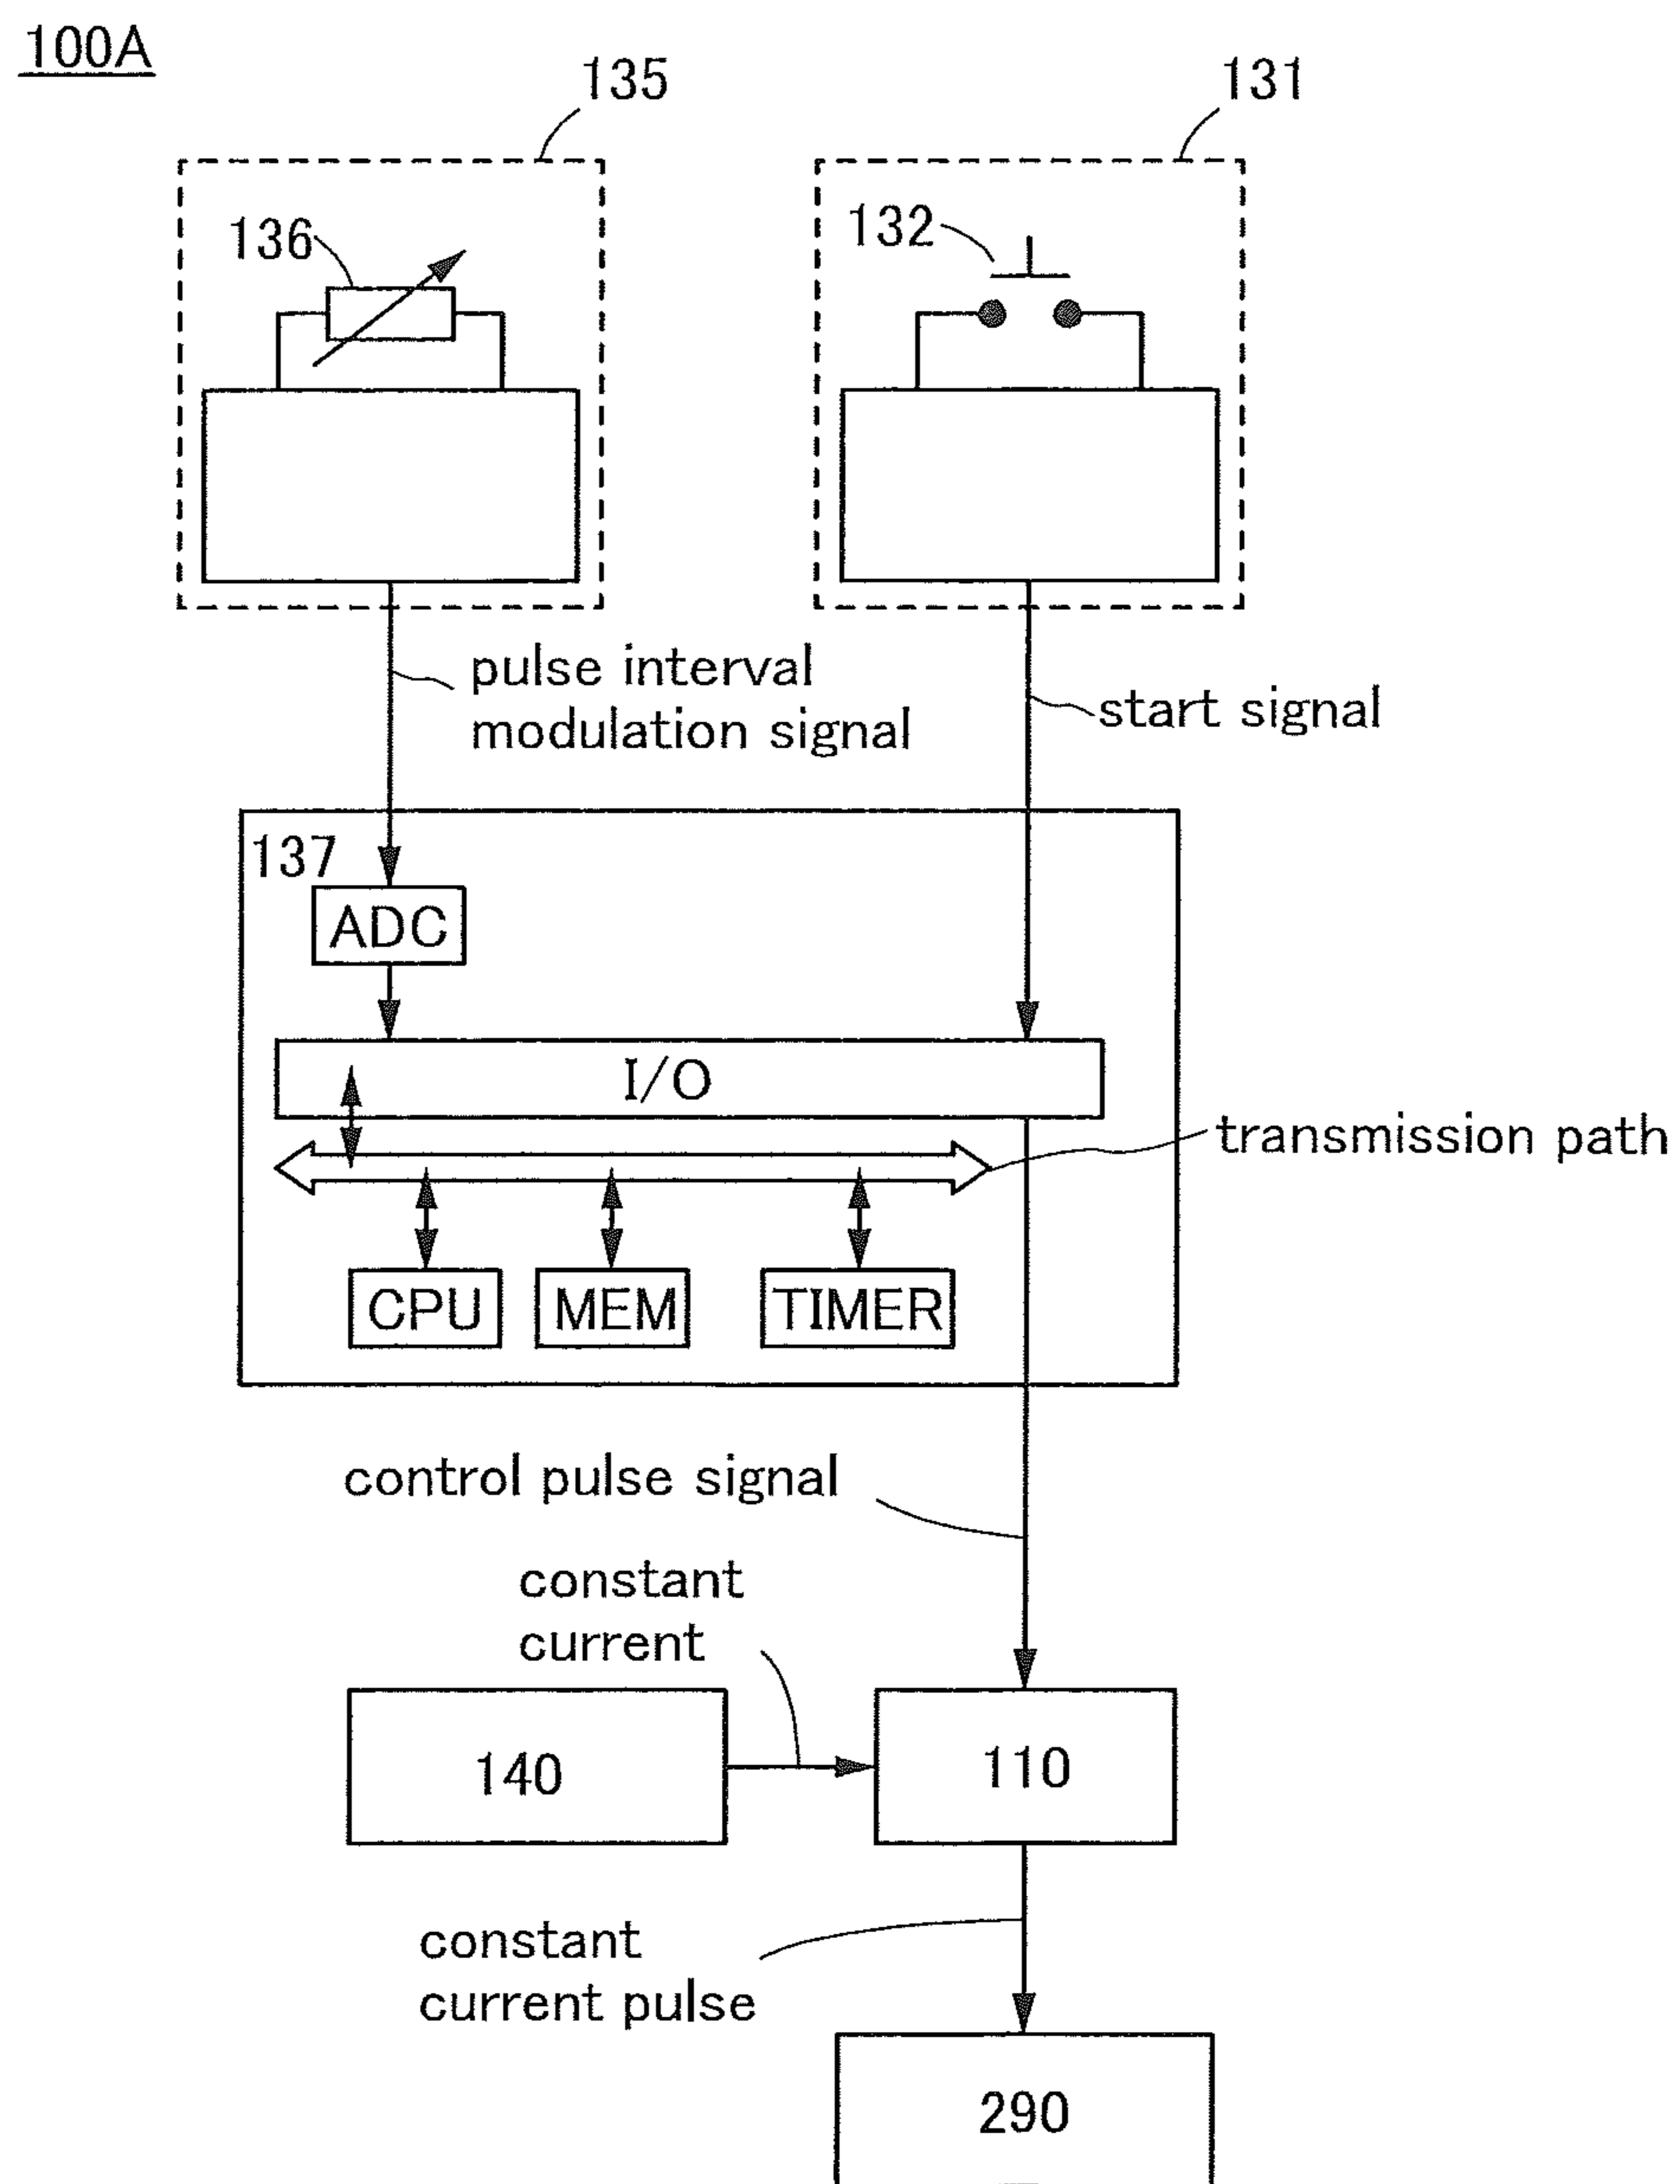 100A
135
131
136
132
pulse interval
modulation signal
start signal
137
ADC
I/O
transmission path
CPU
MEM
TIMER
control pulse signal
constant
current
140
110
constant
current pulse
290